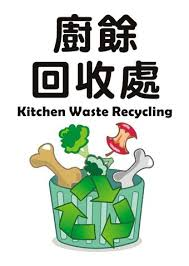 廚餘
回收處
Kitchen Waste Recycling